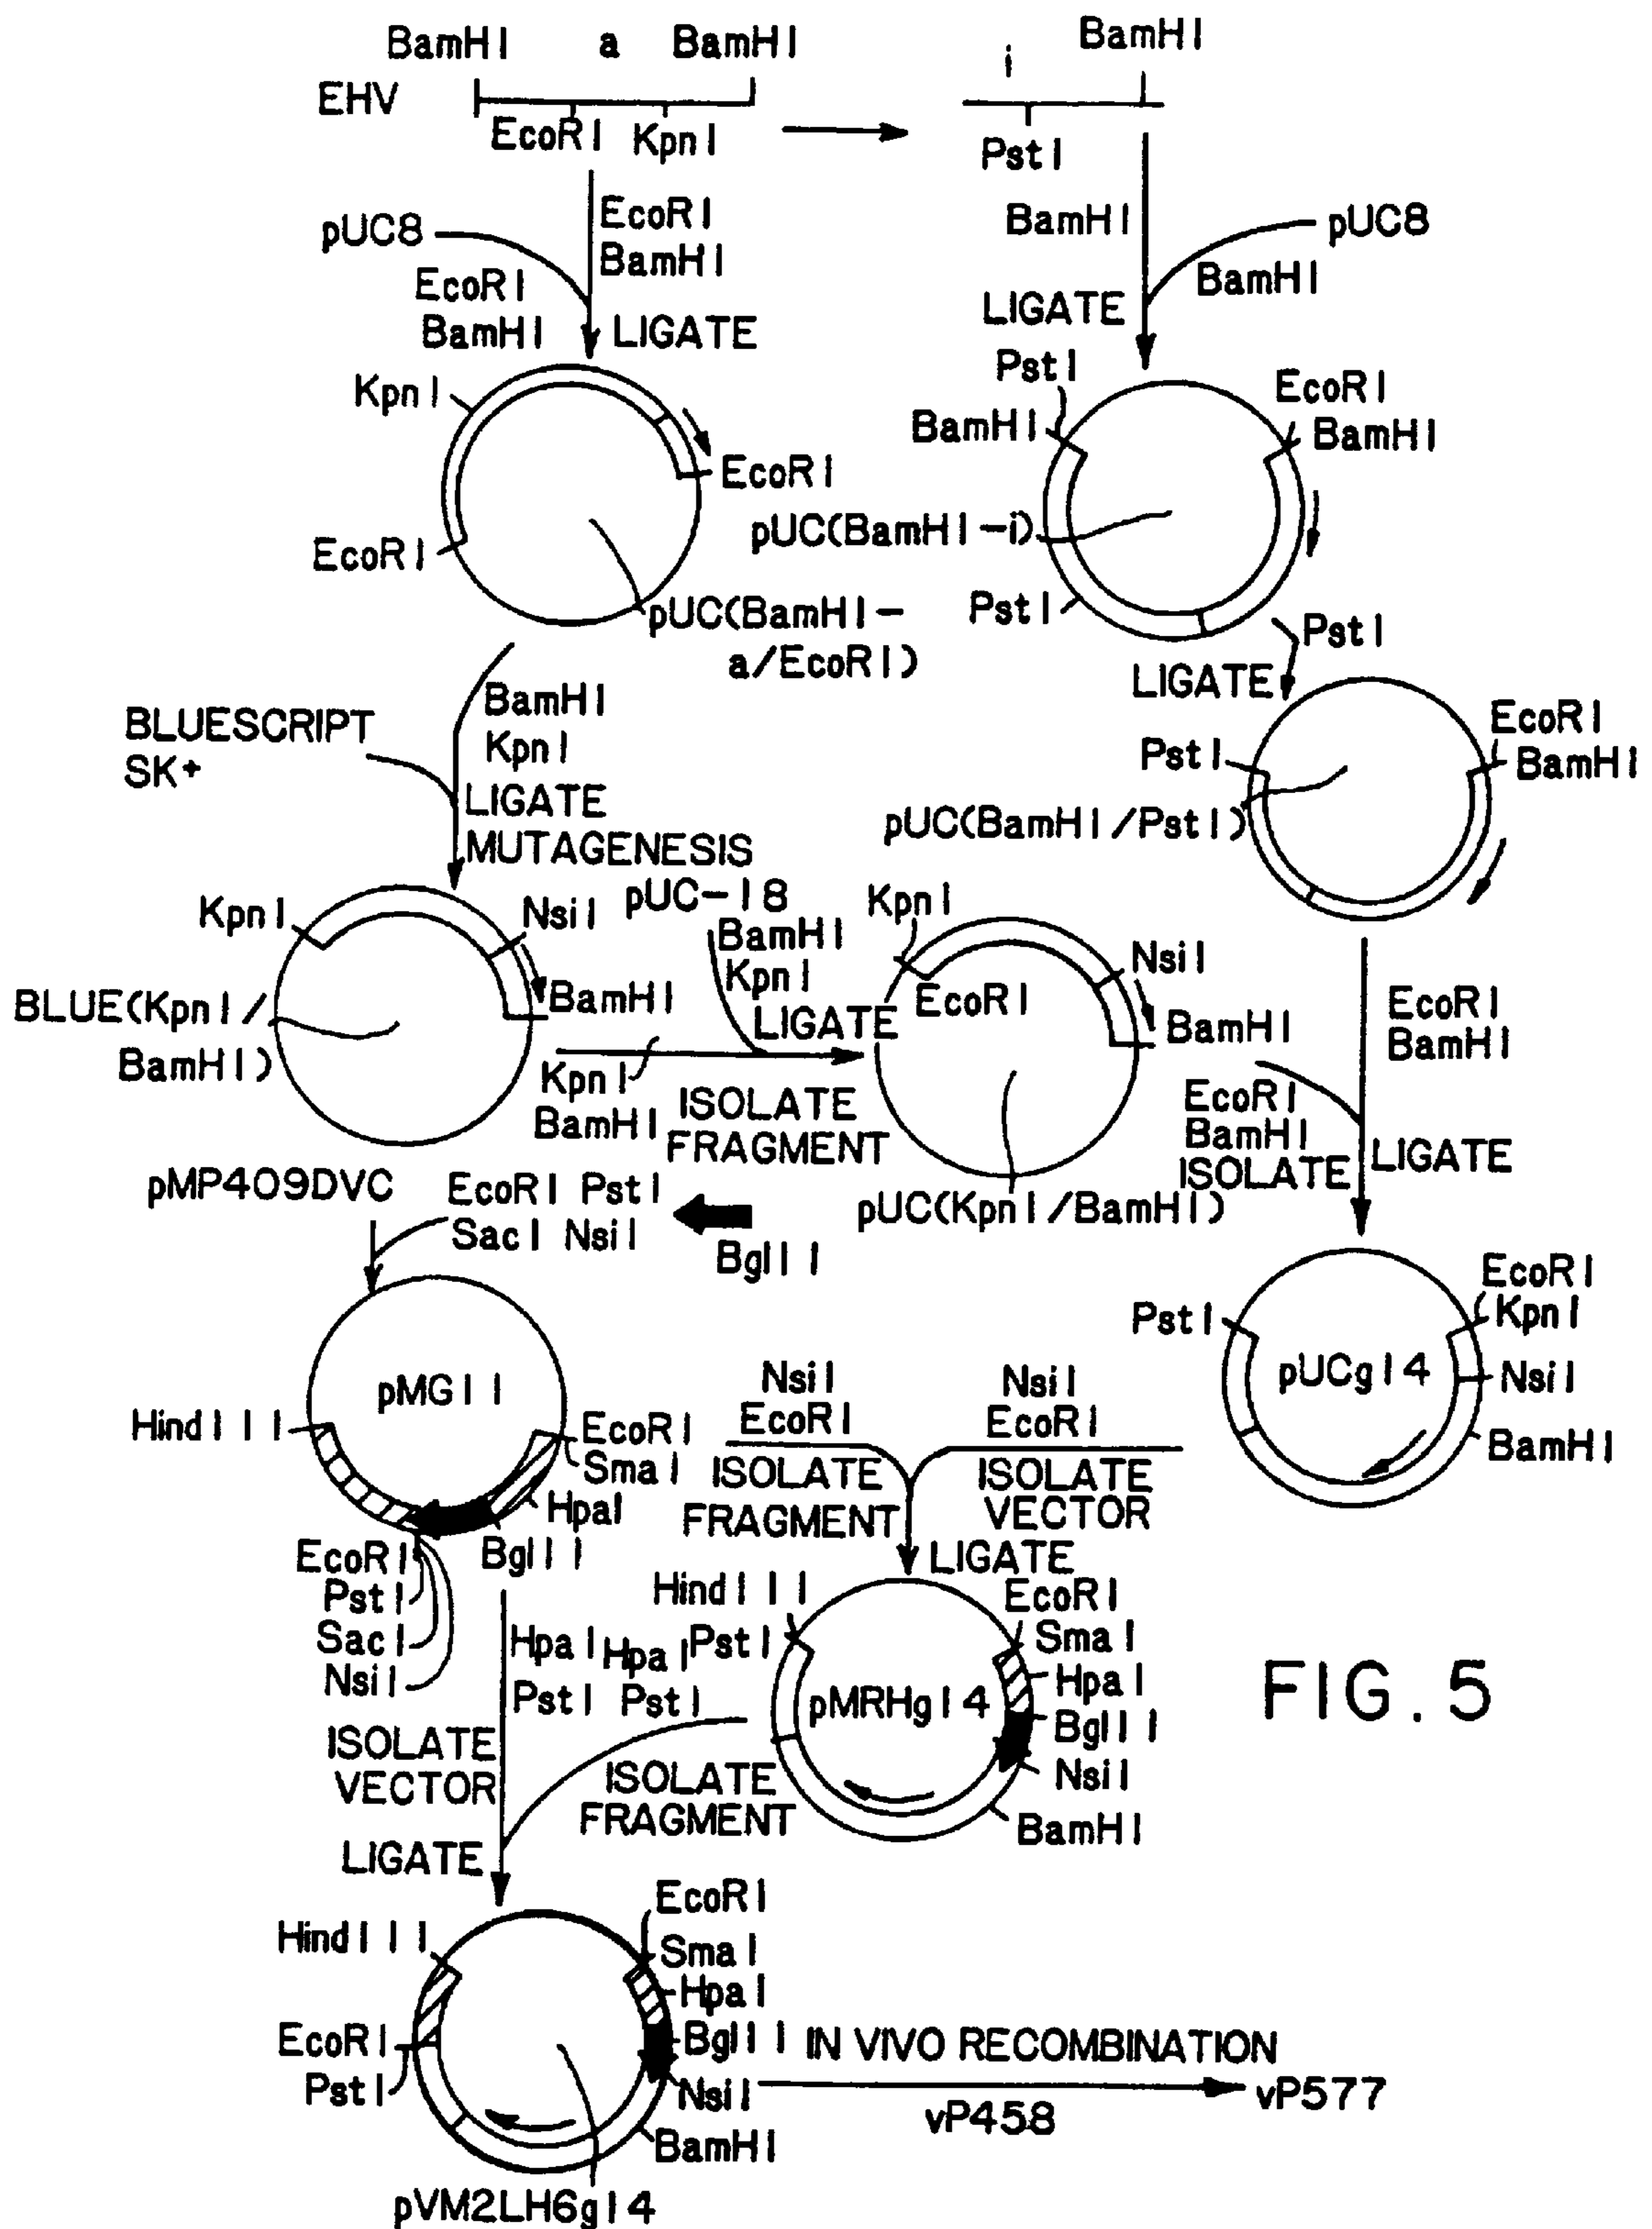 BamHI a BamHI
EHV
EcoRI KpnI
i
BamHI
PstI
pUC8
EcoRI
BamHI
EcoRI
BamHI
LIGATE
BamHI
pUC8
BamHI
LIGATE
KpnI
EcoRI
EcoRI
pUC(BamHI-
a/EcoRI)
PstI
BamHI
EcoRI
BamHI
pUC(BamHI-i)
PstI
PstI
LIGATE
BLUESCRIPT
SK+
BamHI
KpnI
LIGATE
MUTAGENESIS
PstI
EcoRI
BamHI
pUC(BamHI/PstI)
KpnI
NsiI
BamHI
BLUE(KpnI/
BamHI)
pUC-18
BamHI
KpnI
LIGATE
KpnI
BamHI
ISOLATE
FRAGMENT
KpnI
EcoRI
NsiI
BamHI
pUC(KpnI/BamHI)
EcoRI
BamHI
EcoRI
BamHI
ISOLATE
LIGATE
pMP409DVC
EcoRI PstI
SacI NsiI
BglII
pMG11
HindIII
EcoRI
SmaI
HpaI
BglII
EcoRI
PstI
SacI
NsiI
NsiI
EcoRI
ISOLATE
FRAGMENT
NsiI
EcoRI
ISOLATE
VECTOR
LIGATE
PstI
EcoRI
KpnI
NsiI
BamHI
pUCg14
HpaI
PstI
ISOLATE
VECTOR
LIGATE
HpaI
PstI
ISOLATE
FRAGMENT
HindIII
PstI
EcoRI
SmaI
HpaI
BglII
NsiI
BamHI
pMRHg14
FIG. 5
HindIII
EcoRI
PstI
EcoRI
SmaI
HpaI
BglII
NsiI
BamHI
pVM2LH6g14
IN VIVO RECOMBINATION
vP458
vP577